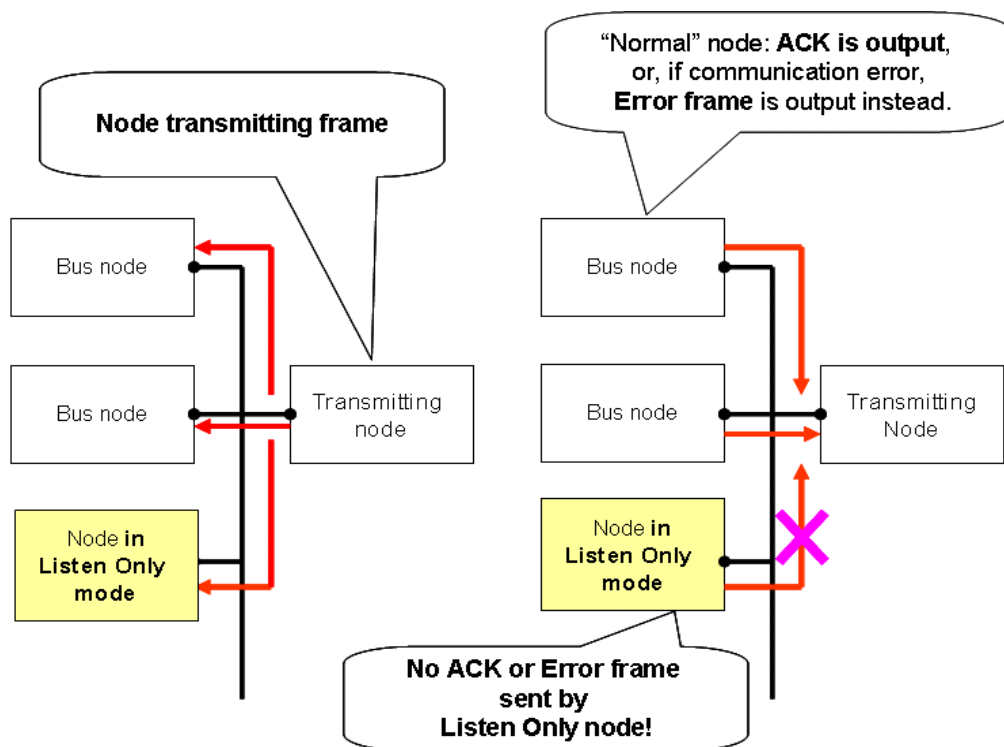 Node transmitting frame
Bus node
Bus node
Transmitting
node
Node in
Listen Only
mode
“Normal” node: ACK is output,
or, if communication error,
Error frame is output instead.
Bus node
Bus node
Transmitting
Node
Node in
Listen Only
mode
No ACK or Error frame
sent by
Listen Only node!